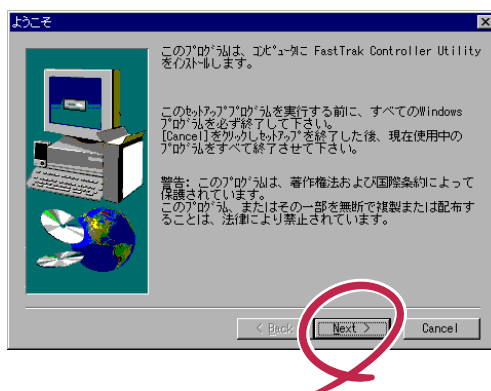 ようこそ
このﾌﾟﾛｸﾞﾗﾑは、ｺﾝﾋﾟｭｰﾀに FastTrak Controller Utility
をｲﾝｽﾄｰﾙします。
このｾｯﾄｱｯﾌﾟﾌﾟﾛｸﾞﾗﾑを実行する前に、すべてのWindows
ﾌﾟﾛｸﾞﾗﾑを必ず終了して下さい。
[Cancel]をｸﾘｯｸしｾｯﾄｱｯﾌﾟを終了した後、現在使用中の
ﾌﾟﾛｸﾞﾗﾑをすべて終了させて下さい。
警告: このﾌﾟﾛｸﾞﾗﾑは、著作権法および国際条約によって
保護されています。
このﾌﾟﾛｸﾞﾗﾑ、またはその一部を無断で複製または配布す
ることは、法律により禁止されています。
< Back Next > Cancel